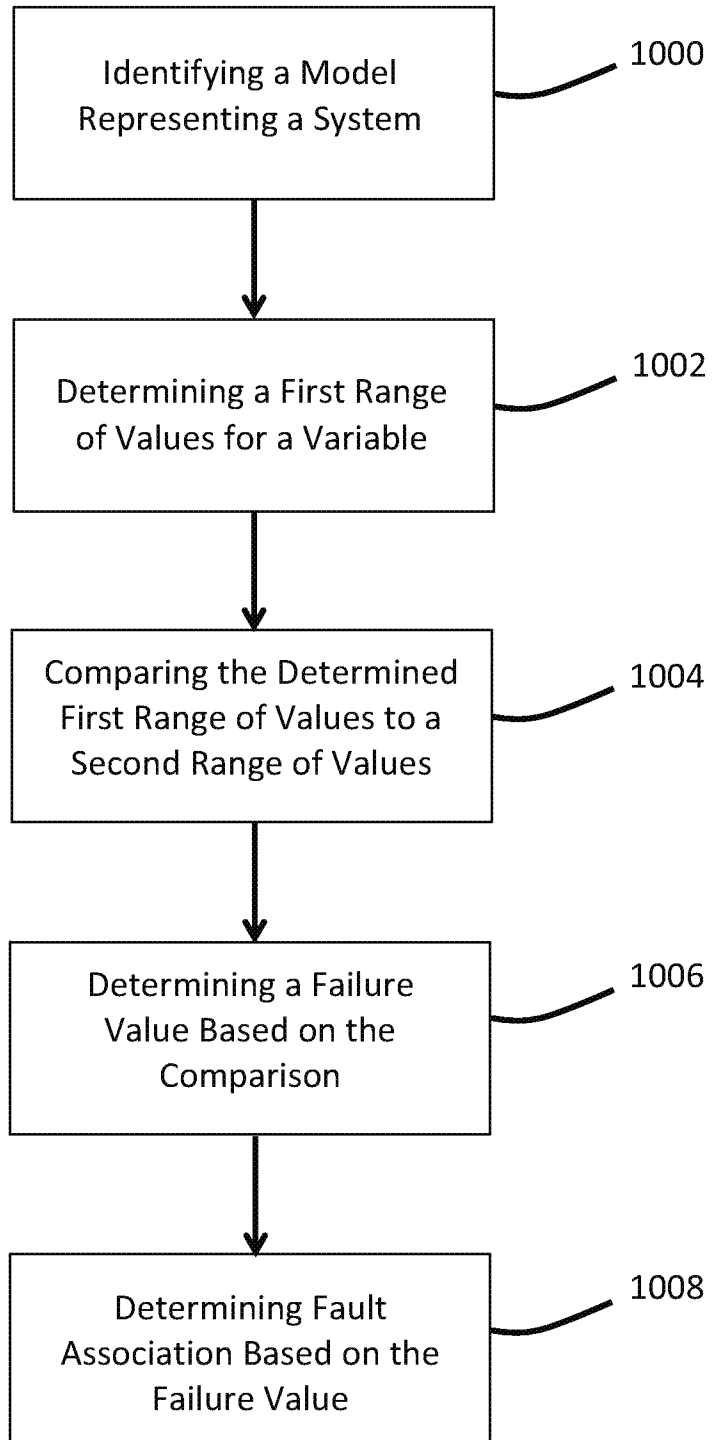 Identifying a Model
Representing a System
1000
Determining a First Range
of Values for a Variable
1002
Comparing the Determined
First Range of Values to a
Second Range of Values
1004
Determining a Failure
Value Based on the
Comparison
1006
Determining Fault
Association Based on the
Failure Value
1008